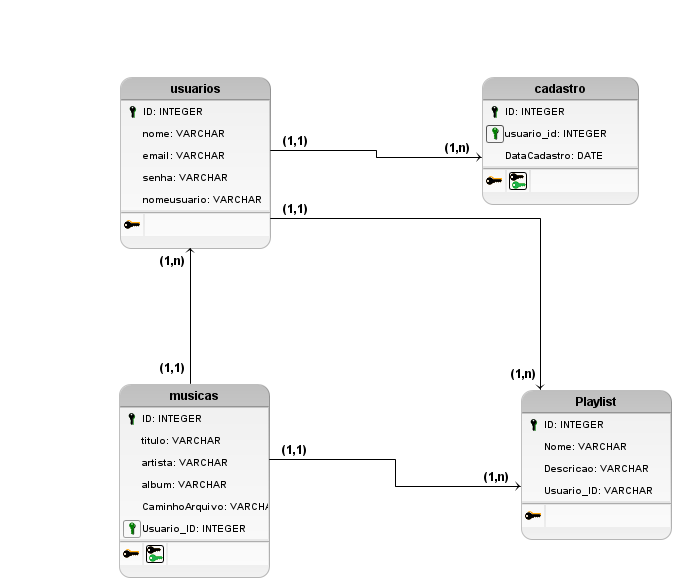 usuarios
ID: INTEGER
nome: VARCHAR
email: VARCHAR
senha: VARCHAR
nomeusuario: VARCHAR
(1,1)
(1,n)
cadastro
ID: INTEGER
usuario_id: INTEGER
DataCadastro: DATE
(1,1)
(1,n)
(1,n)
(1,1)
musicas
ID: INTEGER
titulo: VARCHAR
artista: VARCHAR
album: VARCHAR
CaminhoArquivo: VARCHA
Usuario_ID: INTEGER
(1,1)
(1,n)
Playlist
ID: INTEGER
Nome: VARCHAR
Descricao: VARCHAR
Usuario_ID: VARCHAR